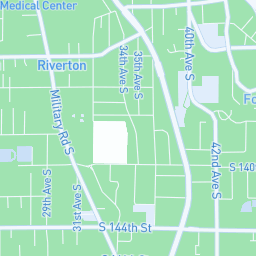 Medical Center
Riverton
34th Ave S
35th Ave S
40th Ave S
Fo
Military Rd S
S 140
42nd Ave S
29th Ave S
31st Ave S
S 144th St